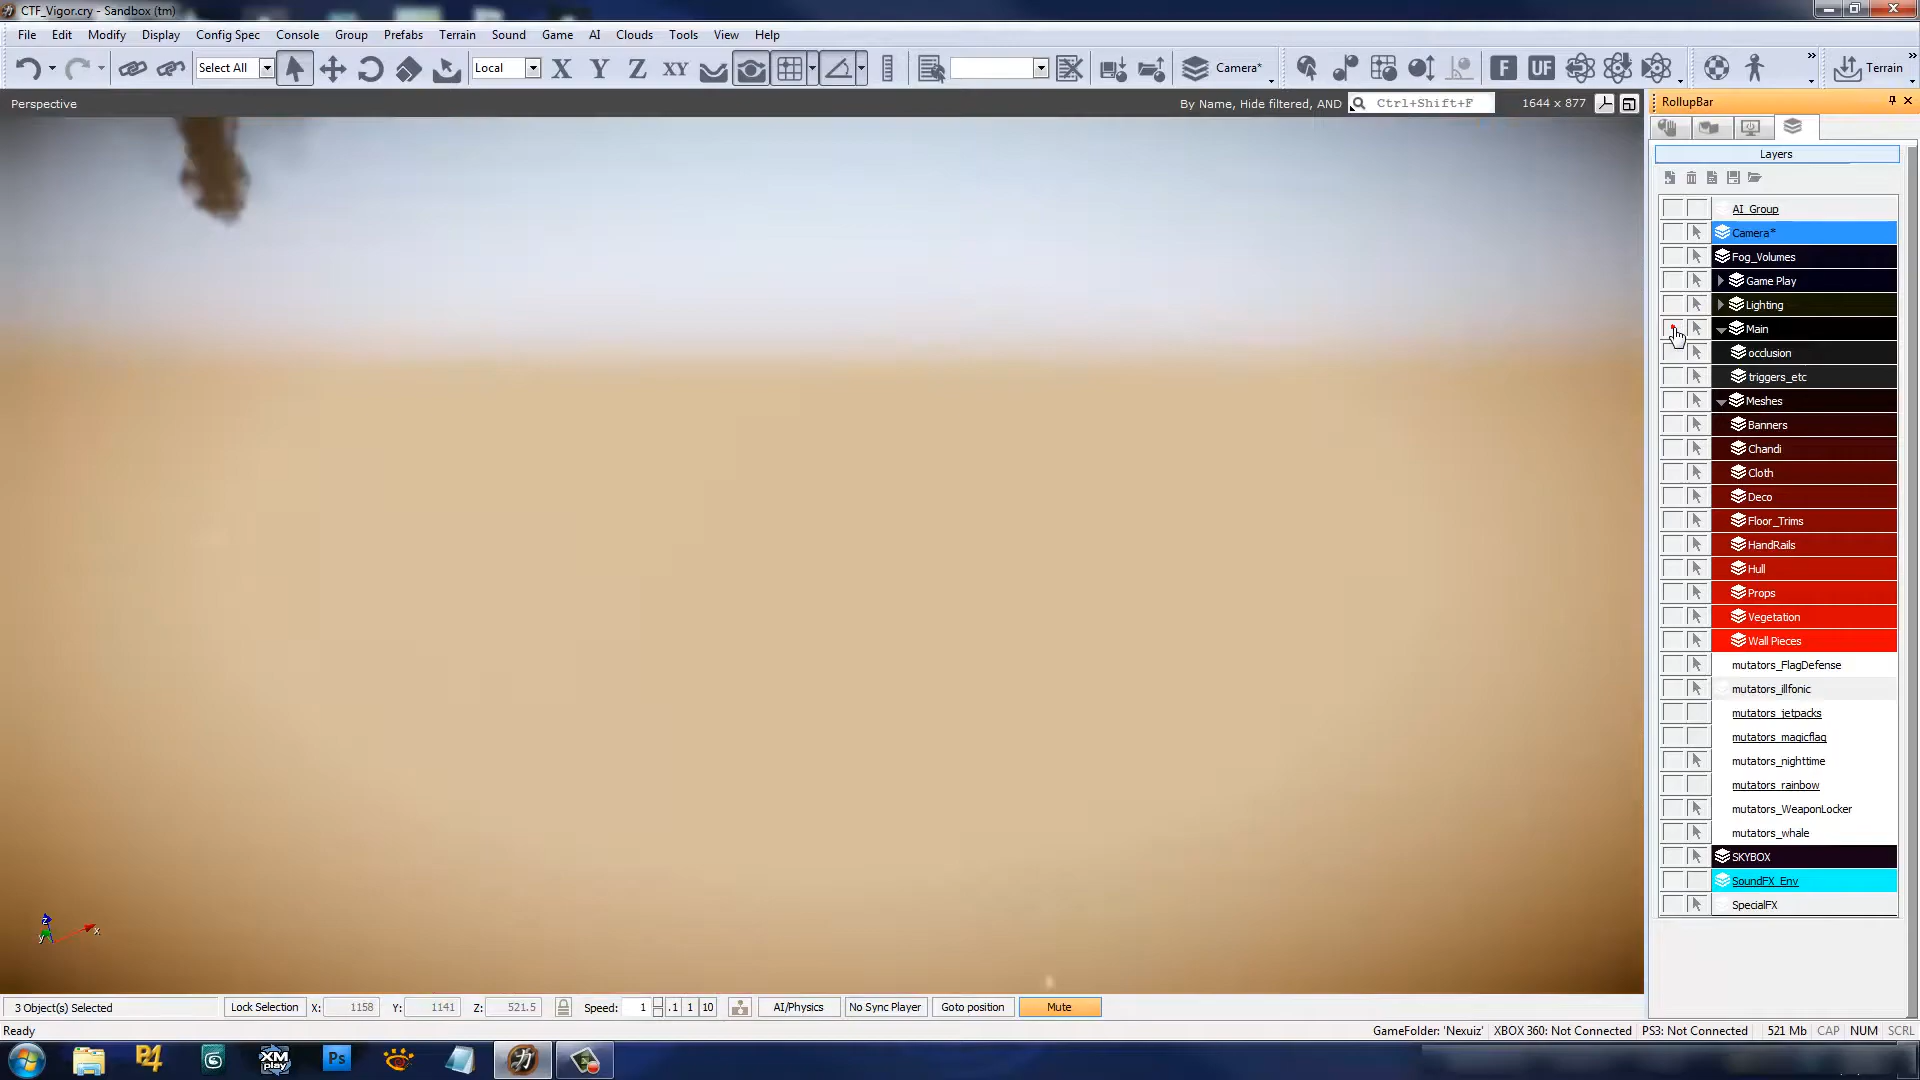 CTF_Vigor.cry - Sandbox (tm)
File Edit Modify Display Config Spec Console Group Prefabs Terrain Sound Game AI Clouds Tools View Help
Select All Local X Y Z XY Camera* F UF Terrain
Perspective By Name, Hide filtered, AND Ctrl+Shift+F 1644 x 877
RollupBar
Layers
AI_Group
Camera*
Fog_Volumes
Game Play
Lighting
Main
occlusion
triggers_etc
Meshes
Banners
Chandi
Cloth
Deco
Floor_Trims
HandRails
Hull
Props
Vegetation
Wall Pieces
mutators_FlagDefense
mutators_illfonic
mutators_jetpacks
mutators_magicflag
mutators_nighttime
mutators_rainbow
mutators_WeaponLocker
mutators_whale
SKYBOX
SoundFX_Env
SpecialFX
z
y x
3 Object(s) Selected Lock Selection X: 1158 Y: 1141 Z: 521.5 Speed: 1 .1 1 10 AI/Physics No Sync Player Goto position Mute
Ready GameFolder: 'Nexuiz' XBOX 360: Not Connected PS3: Not Connected 521 Mb CAP NUM SCRL
P4 XM play Ps